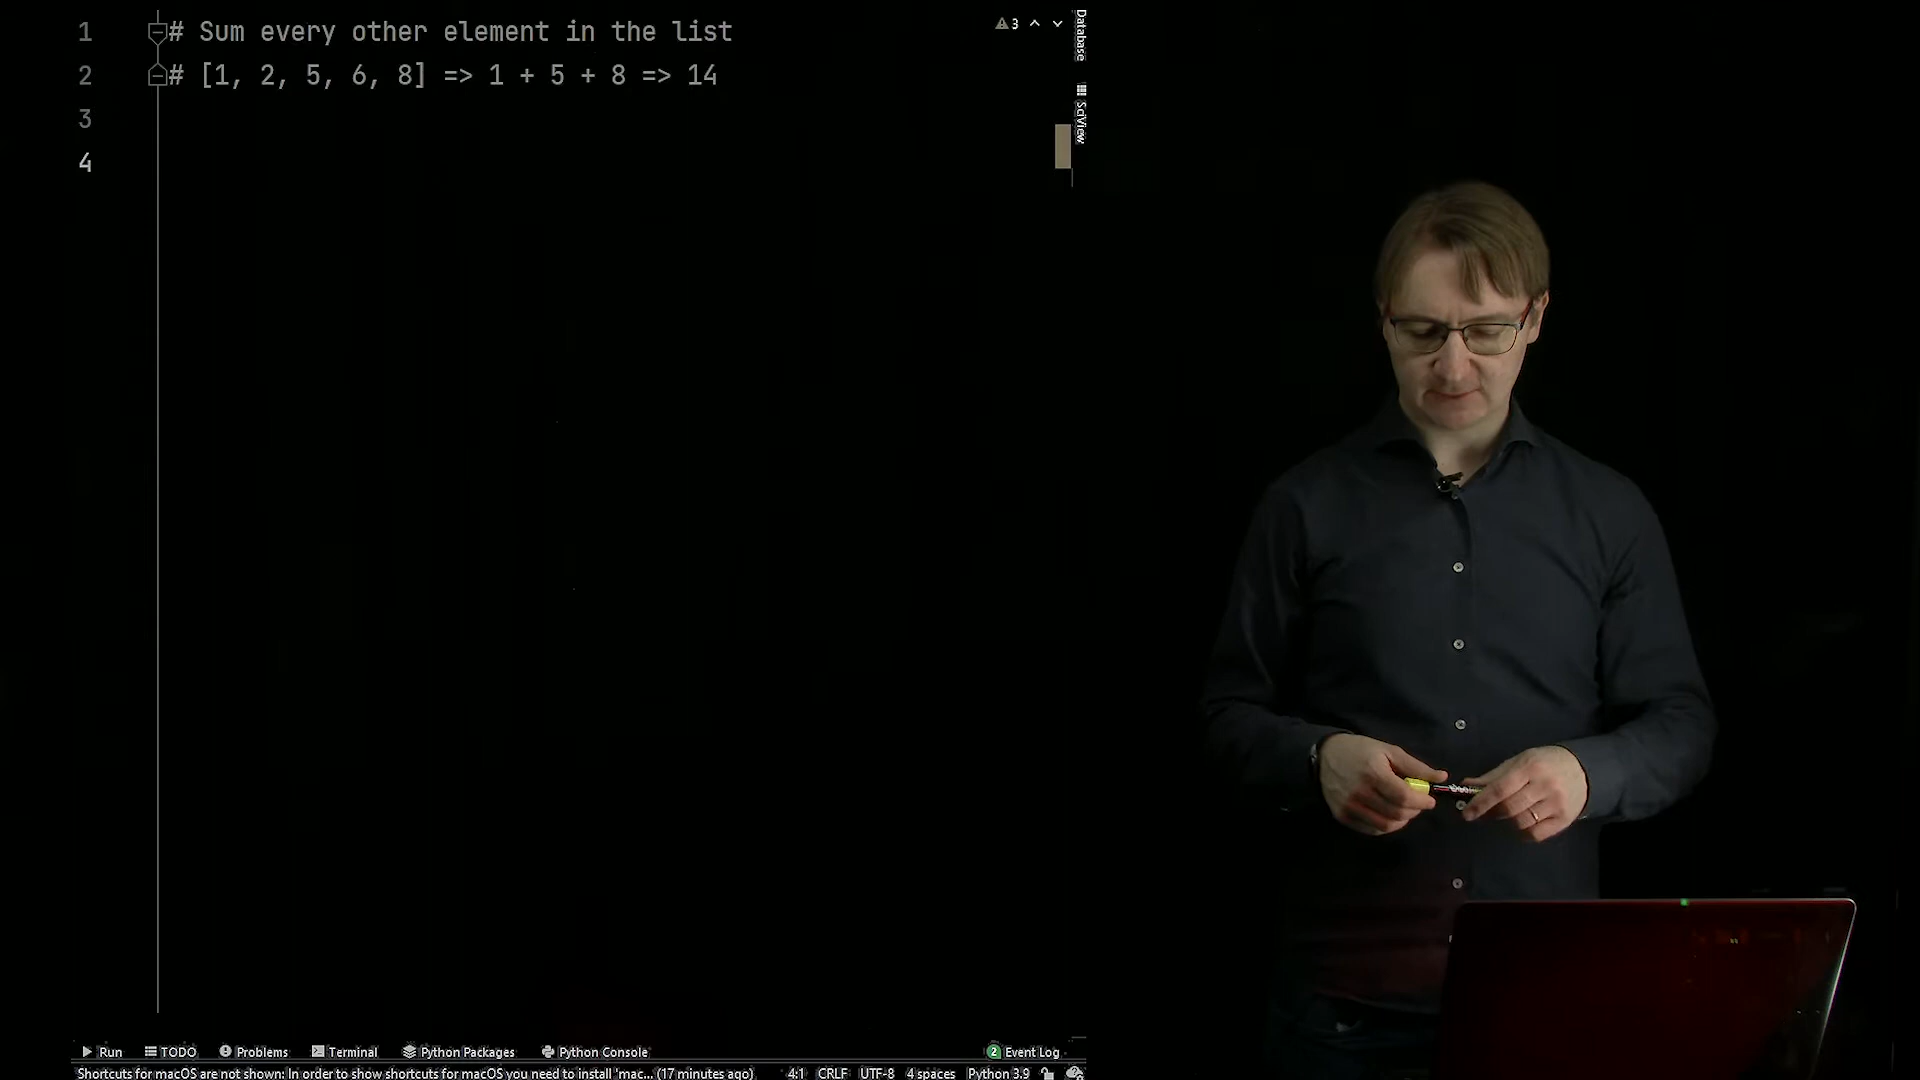 1 # Sum every other element in the list
2 # [1, 2, 5, 6, 8] => 1 + 5 + 8 => 14
3
4
3
Database
SciView
Run TODO Problems Terminal Python Packages Python Console 2 Event Log
Shortcuts for macOS are not shown: In order to show shortcuts for macOS you need to install 'mac... (17 minutes ago) 4:1 CRLF UTF-8 4 spaces Python 3.9